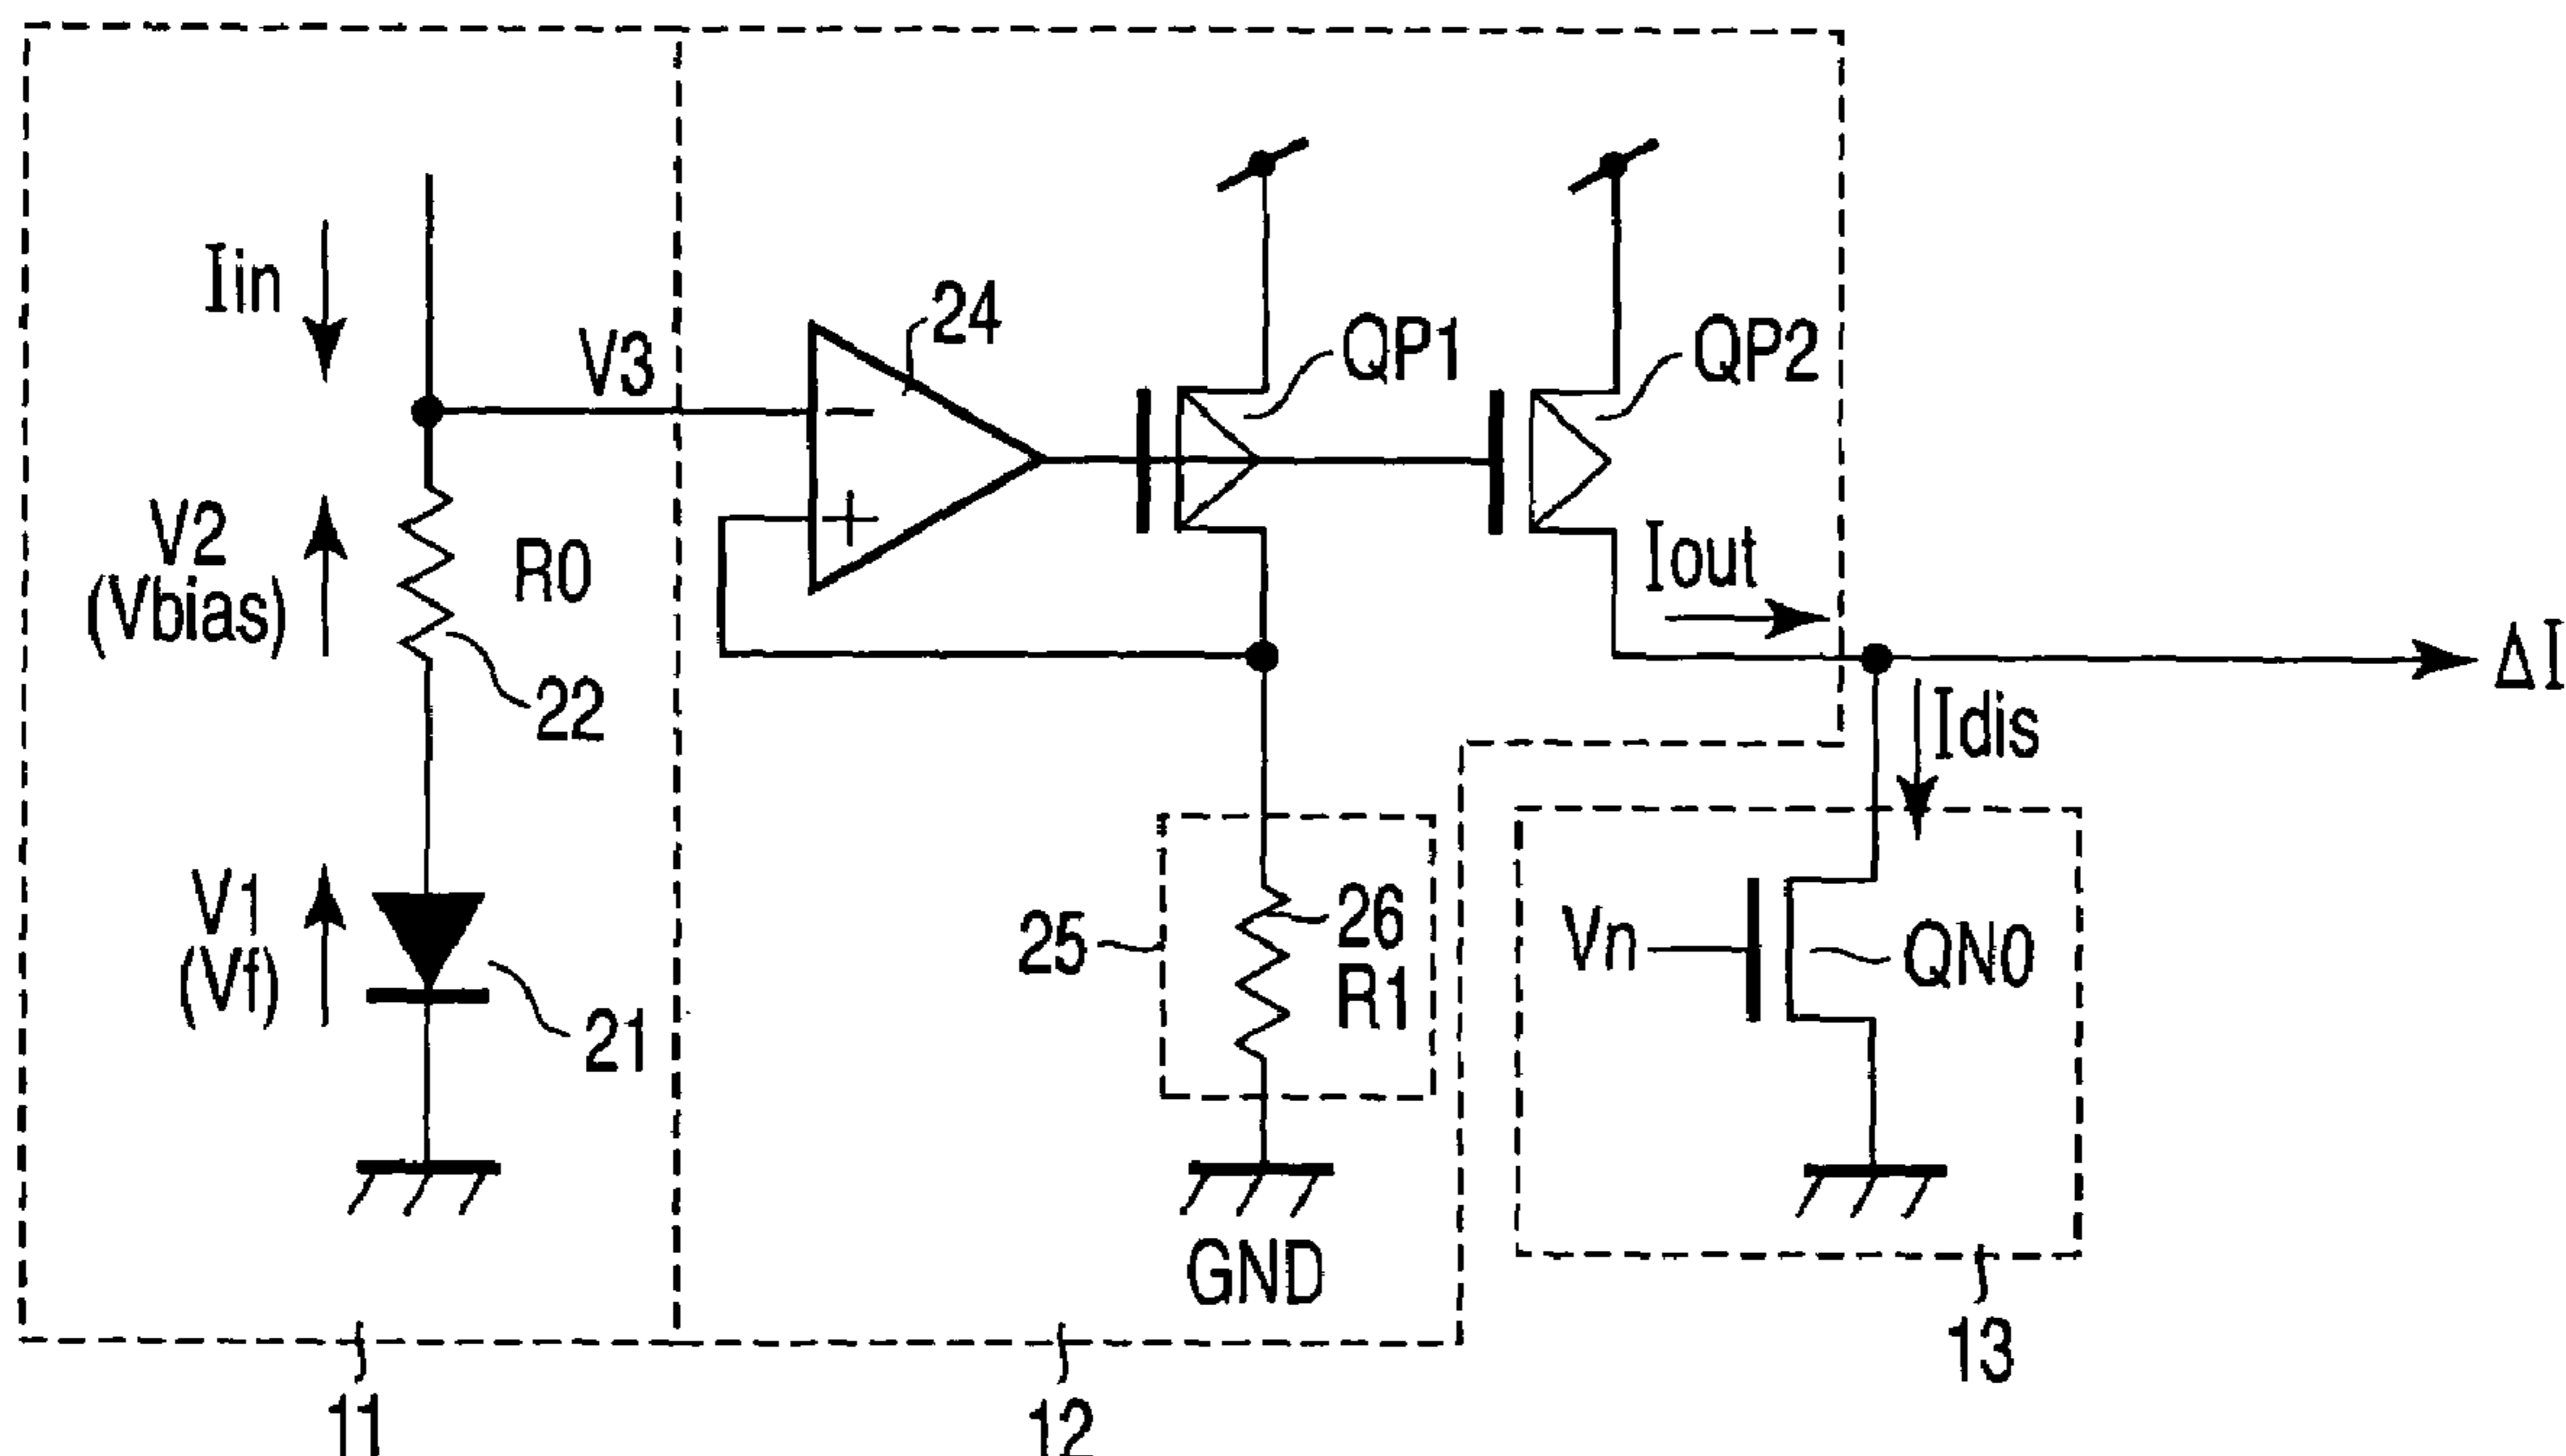 Iin
V3
24
QP1
QP2
−
+
V2
(Vbias)
R0
22
Iout
ΔI
Idis
V1
(Vf)
21
25
26
R1
Vn
QN0
GND
11
12
13